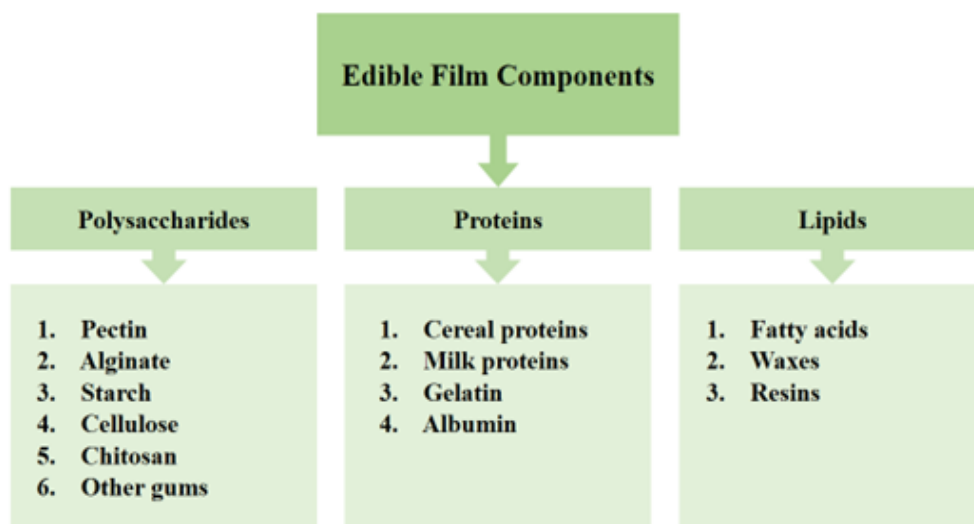 Edible Film Components
Polysaccharides
1. Pectin
2. Alginate
3. Starch
4. Cellulose
5. Chitosan
6. Other gums
Proteins
1. Cereal proteins
2. Milk proteins
3. Gelatin
4. Albumin
Lipids
1. Fatty acids
2. Waxes
3. Resins